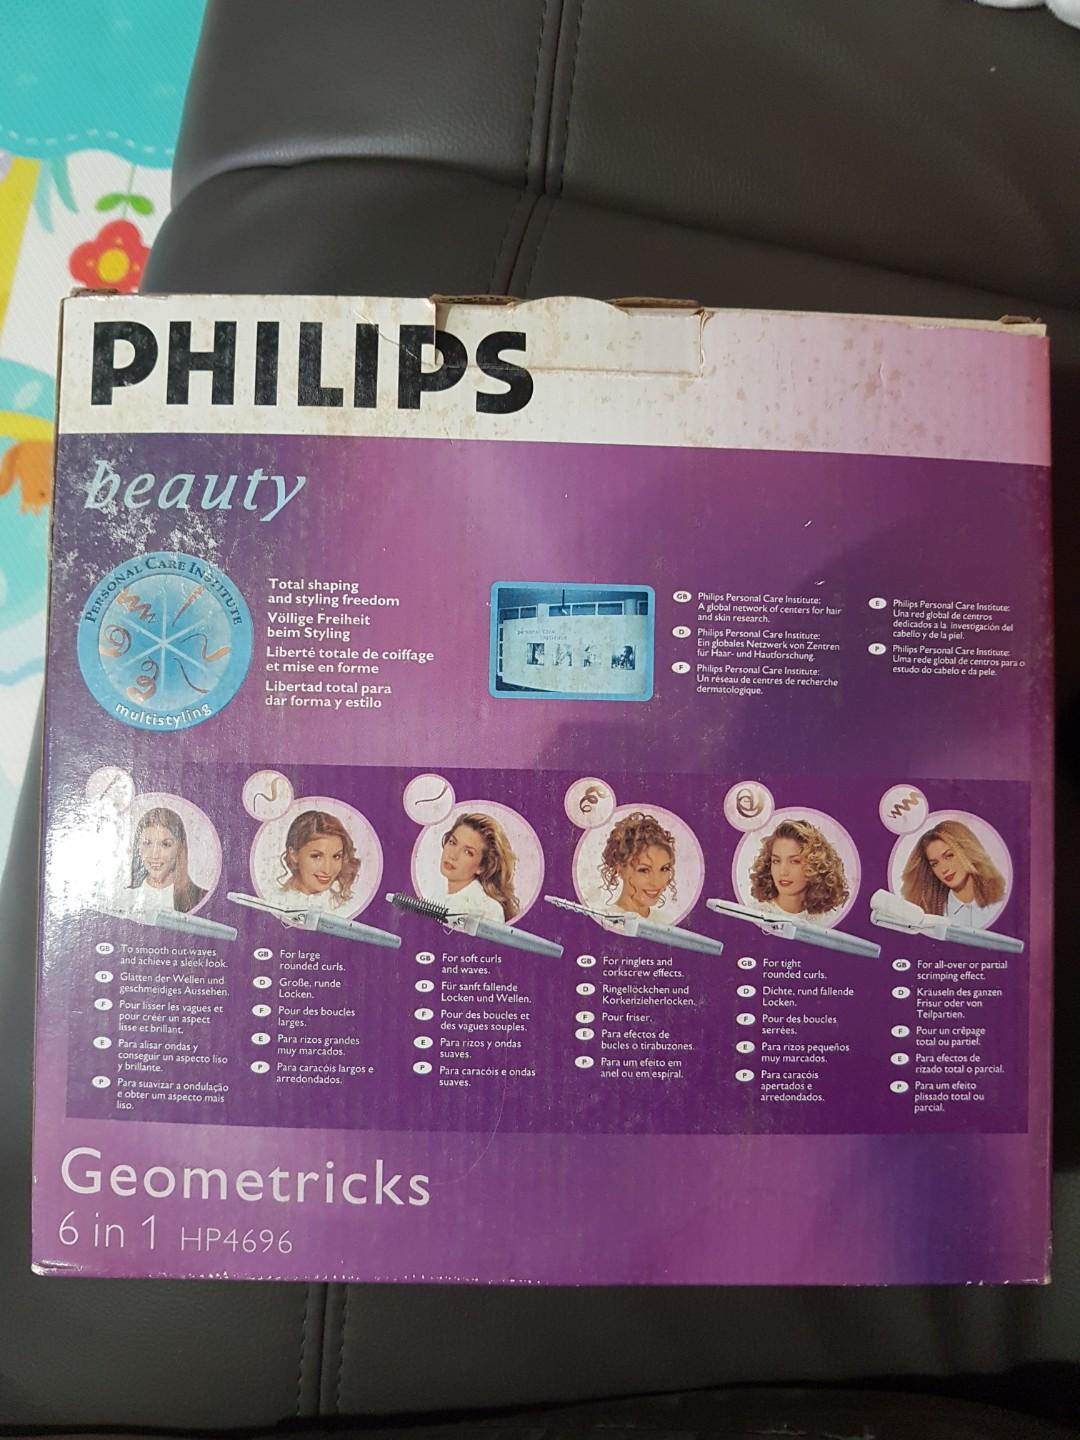 PHILIPS
beauty
PERSONAL CARE INSTITUTE
multistyling
Total shaping
and styling freedom
Völlige Freiheit
beim Styling
Liberté totale de coiffage
et mise en forme
Libertad total para
dar forma y estilo
personal care
institute
GB Philips Personal Care Institute:
A global network of centers for hair
and skin research.
D Philips Personal Care Institute:
Ein globales Netzwerk von Zentren
für Haar- und Hautforschung.
F Philips Personal Care Institute:
Un réseau de centres de recherche
dermatologique.
E Philips Personal Care Institute:
Una red global de centros
dedicados a la investigación del
cabello y de la piel.
P Philips Personal Care Institute:
Uma rede global de centros para o
estudo do cabelo e da pele.
GB To smooth out waves
and achieve a sleek look.
D Glätten der Wellen und
geschmeidiges Aussehen.
F Pour lisser les vagues et
pour créer un aspect
lisse et brillant.
E Para alisar ondas y
conseguir un aspecto liso
y brillante.
P Para suavizar a ondulação
e obter um aspecto mais
liso.
GB For large
rounded curls.
D Große, runde
Locken.
F Pour des boucles
larges.
E Para rizos grandes
muy marcados.
P Para caracóis largos e
arredondados.
GB For soft curls
and waves.
D Für sanft fallende
Locken und Wellen.
F Pour des boucles et
des vagues souples.
E Para rizos y ondas
suaves.
P Para caracóis e ondas
suaves.
GB For ringlets and
corkscrew effects.
D Ringellöckchen und
Korkenzieherlocken.
F Pour friser.
E Para efectos de
bucles o tirabuzones.
P Para um efeito em
anel ou em espiral.
GB For tight
rounded curls.
D Dichte, rund fallende
Locken.
F Pour des boucles
serrées.
E Para rizos pequeños
muy marcados.
P Para caracóis
apertados e
arredondados.
GB For all-over or partial
scrimping effect.
D Kräuseln des ganzen
Frisur oder von
Teilpartien.
F Pour un crêpage
total ou partiel.
E Para efectos de
rizado total o parcial.
P Para um efeito
plissado total ou
parcial.
Geometricks
6 in 1 HP4696